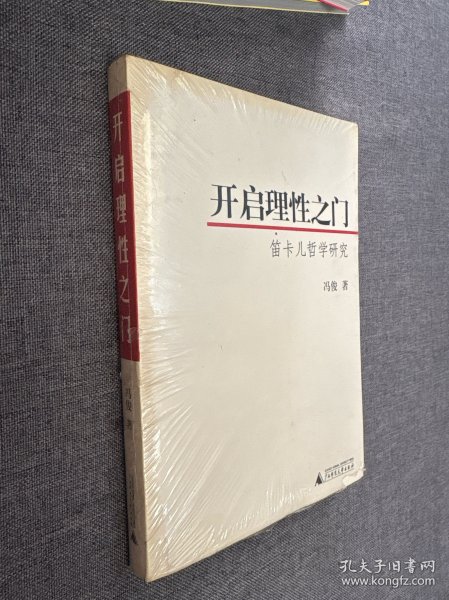 开启理性之门
笛卡儿哲学研究
冯俊 著
开启理性之门
冯俊 著
孔夫子旧书网
www.kongfz.com